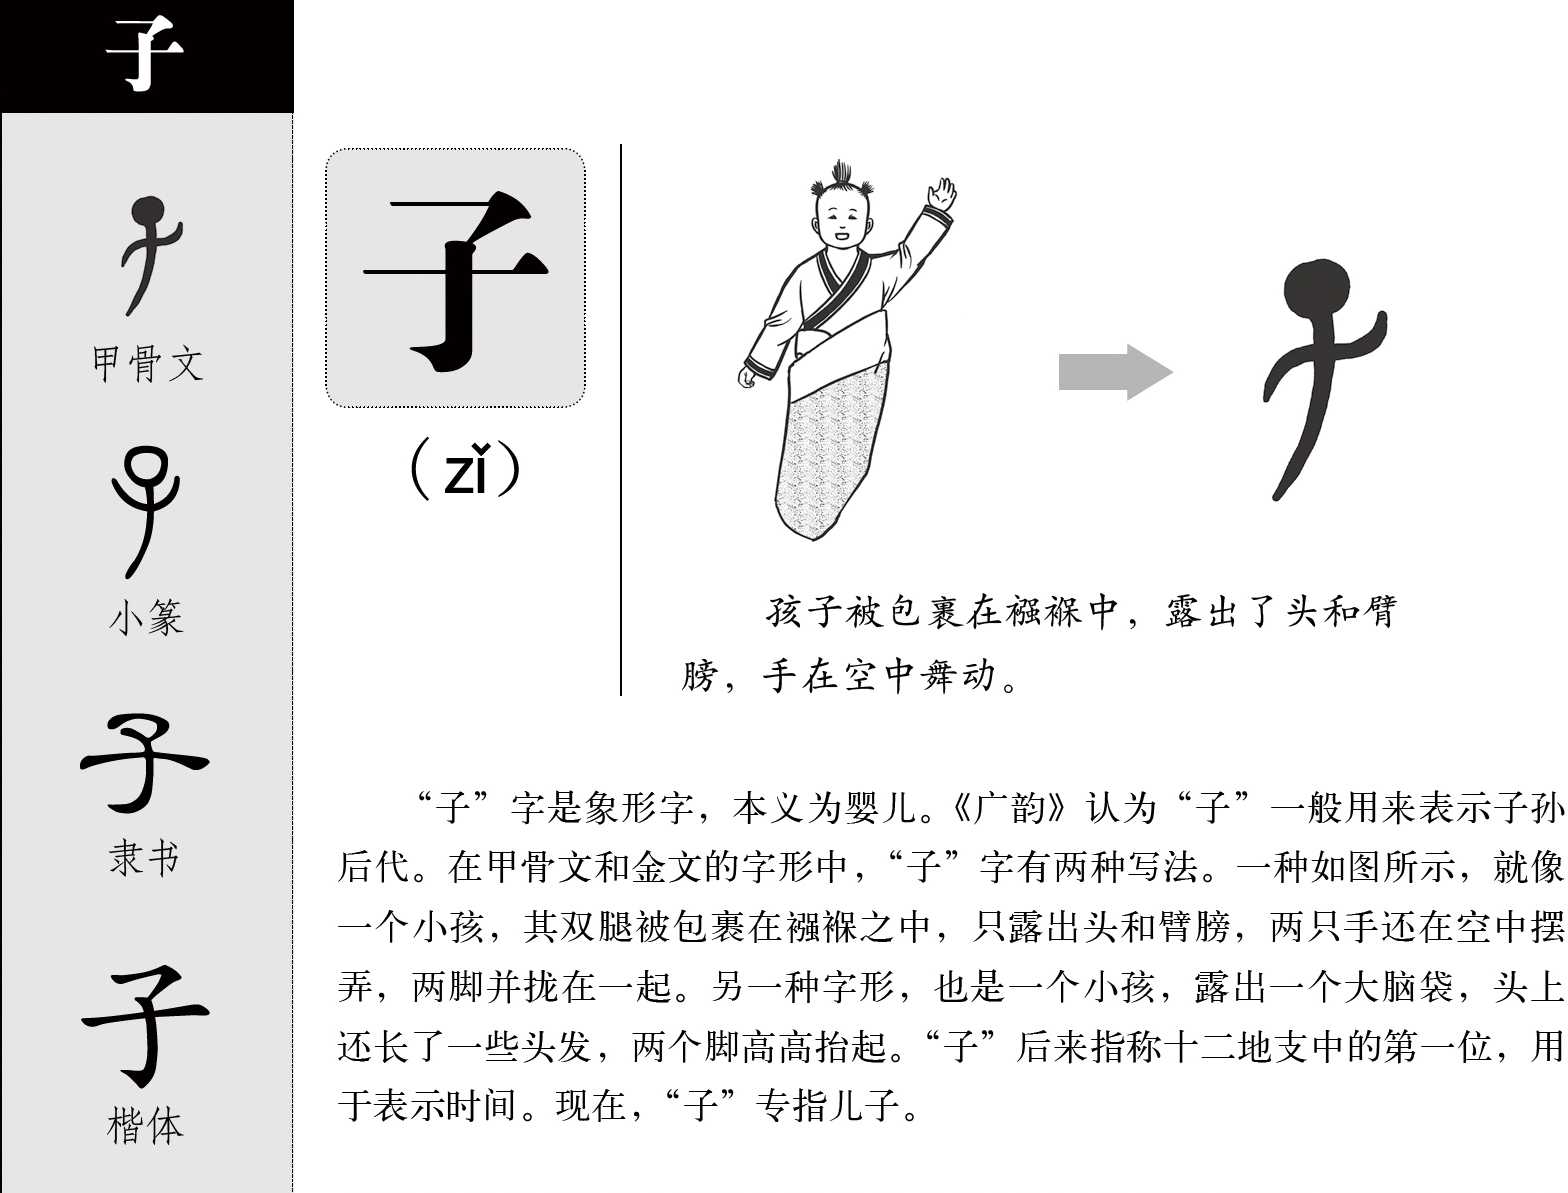 子
甲骨文
小篆
隶书
楷体
子
（zǐ）
孩子被包裹在襁褓中，露出了头和臂
膀，手在空中舞动。
“子”字是象形字，本义为婴儿。《广韵》认为“子”一般用来表示子孙
后代。在甲骨文和金文的字形中，“子”字有两种写法。一种如图所示，就像
一个小孩，其双腿被包裹在襁褓之中，只露出头和臂膀，两只手还在空中摆
弄，两脚并拢在一起。另一种字形，也是一个小孩，露出一个大脑袋，头上
还长了一些头发，两个脚高高抬起。“子”后来指称十二地支中的第一位，用
于表示时间。现在，“子”专指儿子。